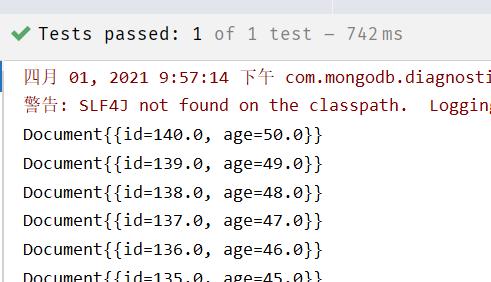 Tests passed: 1 of 1 test – 742 ms
四月 01, 2021 9:57:14 下午 com.mongodb.diagnosti
警告: SLF4J not found on the classpath.  Logging
Document{{id=140.0, age=50.0}}
Document{{id=139.0, age=49.0}}
Document{{id=138.0, age=48.0}}
Document{{id=137.0, age=47.0}}
Document{{id=136.0, age=46.0}}
Document{{id=135.0, age=45.0}}